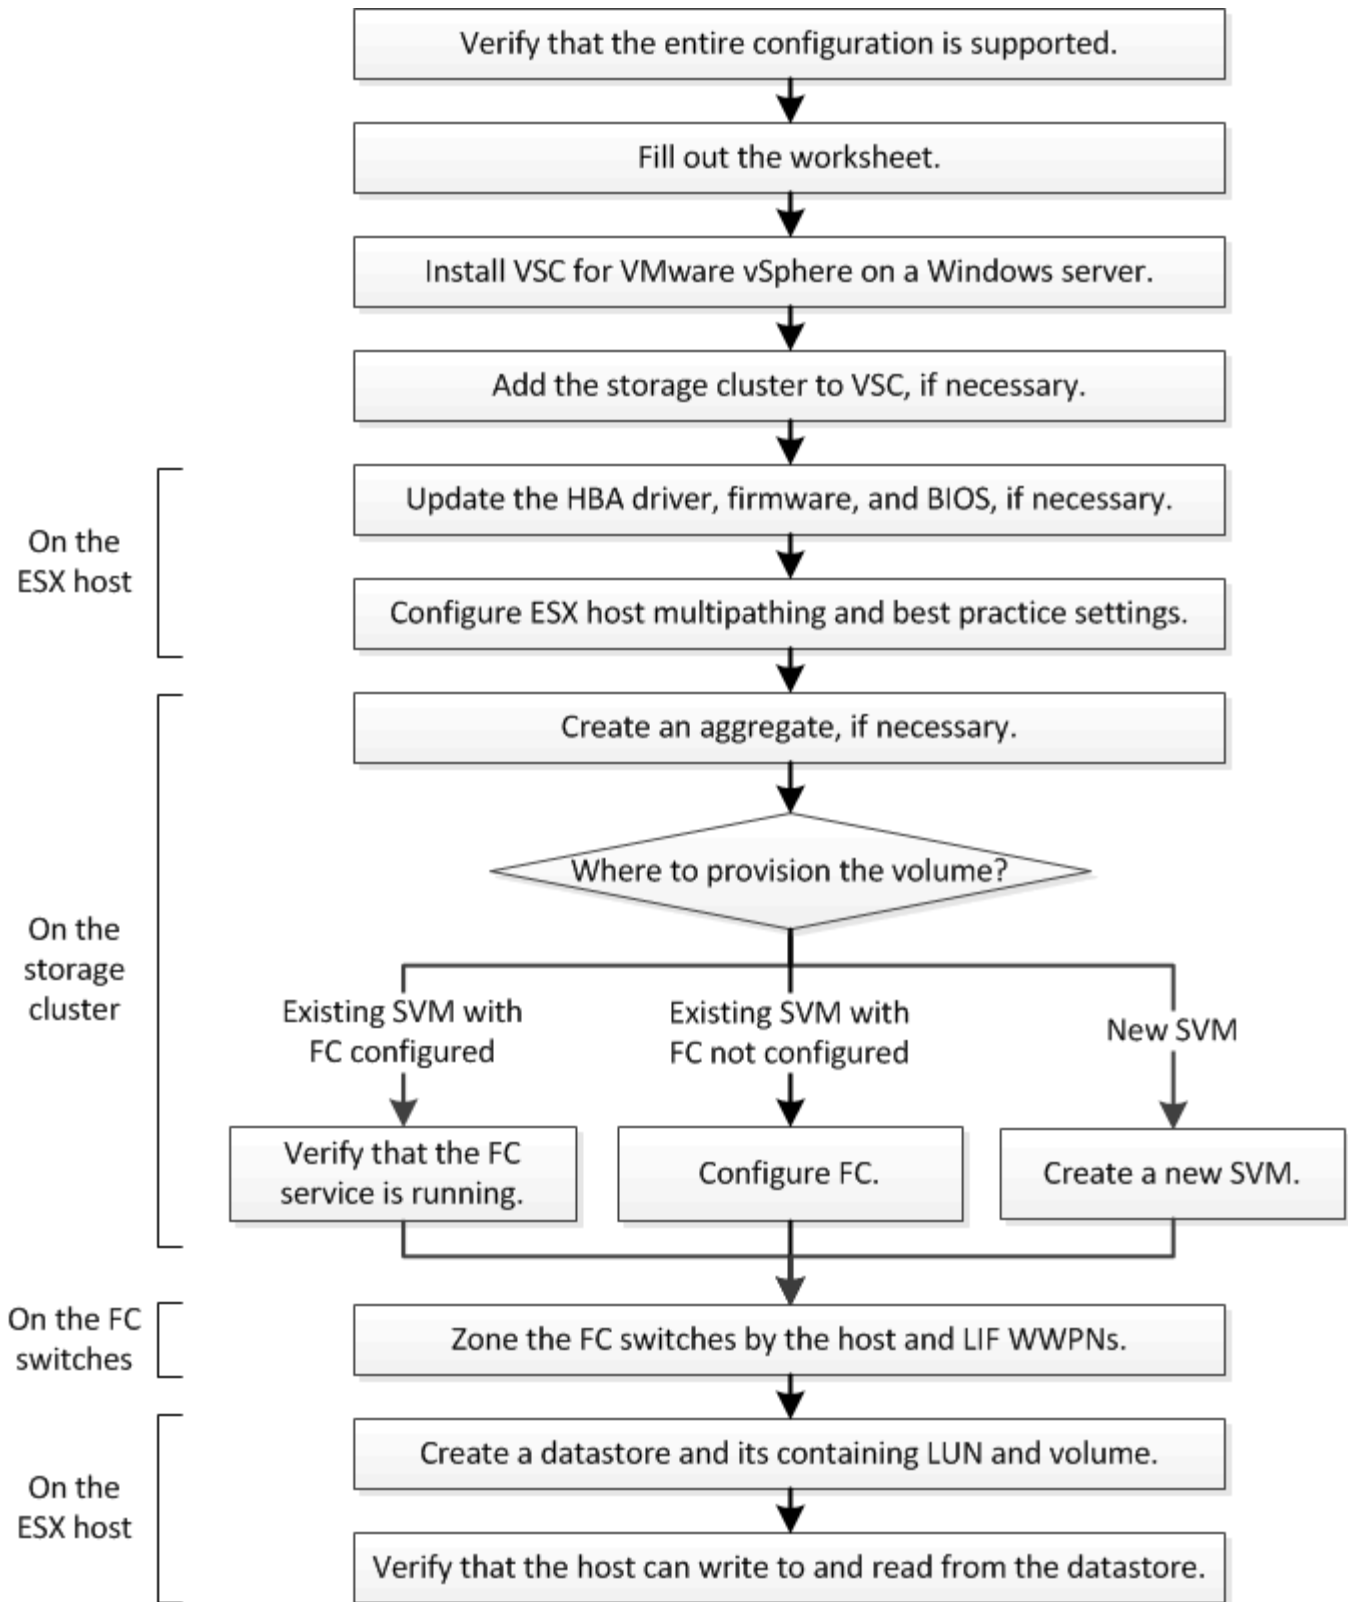 Verify that the entire configuration is supported.
Fill out the worksheet.
Install VSC for VMware vSphere on a Windows server.
Add the storage cluster to VSC, if necessary.
On the
ESX host
Update the HBA driver, firmware, and BIOS, if necessary.
Configure ESX host multipathing and best practice settings.
On the
storage
cluster
Create an aggregate, if necessary.
Where to provision the volume?
Existing SVM with
FC configured
Existing SVM with
FC not configured
New SVM
Verify that the FC
service is running.
Configure FC.
Create a new SVM.
On the FC
switches
Zone the FC switches by the host and LIF WWPNs.
On the
ESX host
Create a datastore and its containing LUN and volume.
Verify that the host can write to and read from the datastore.